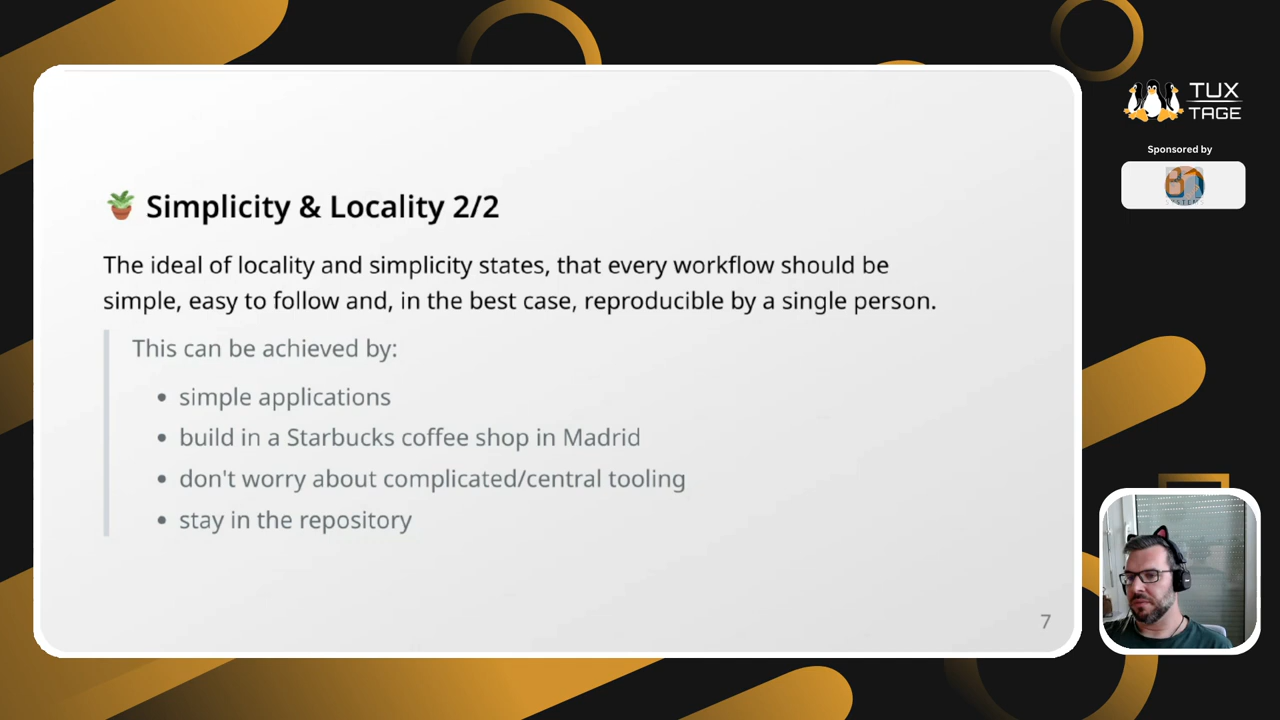 TUX
TAGE
Sponsored by
SYSTEMS
Simplicity & Locality 2/2
The ideal of locality and simplicity states, that every workflow should be
simple, easy to follow and, in the best case, reproducible by a single person.
This can be achieved by:
• simple applications
• build in a Starbucks coffee shop in Madrid
• don't worry about complicated/central tooling
• stay in the repository
7